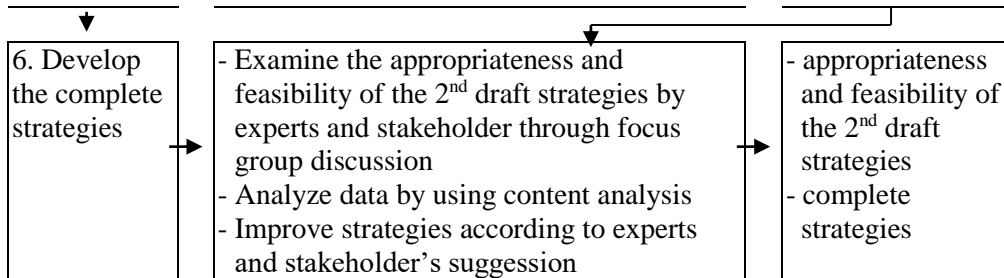 6. Develop
the complete
strategies
- Examine the appropriateness and
feasibility of the 2nd draft strategies by
experts and stakeholder through focus
group discussion
- Analyze data by using content analysis
- Improve strategies according to experts
and stakeholder's suggession
- appropriateness
and feasibility of
the 2nd draft
strategies
- complete
strategies